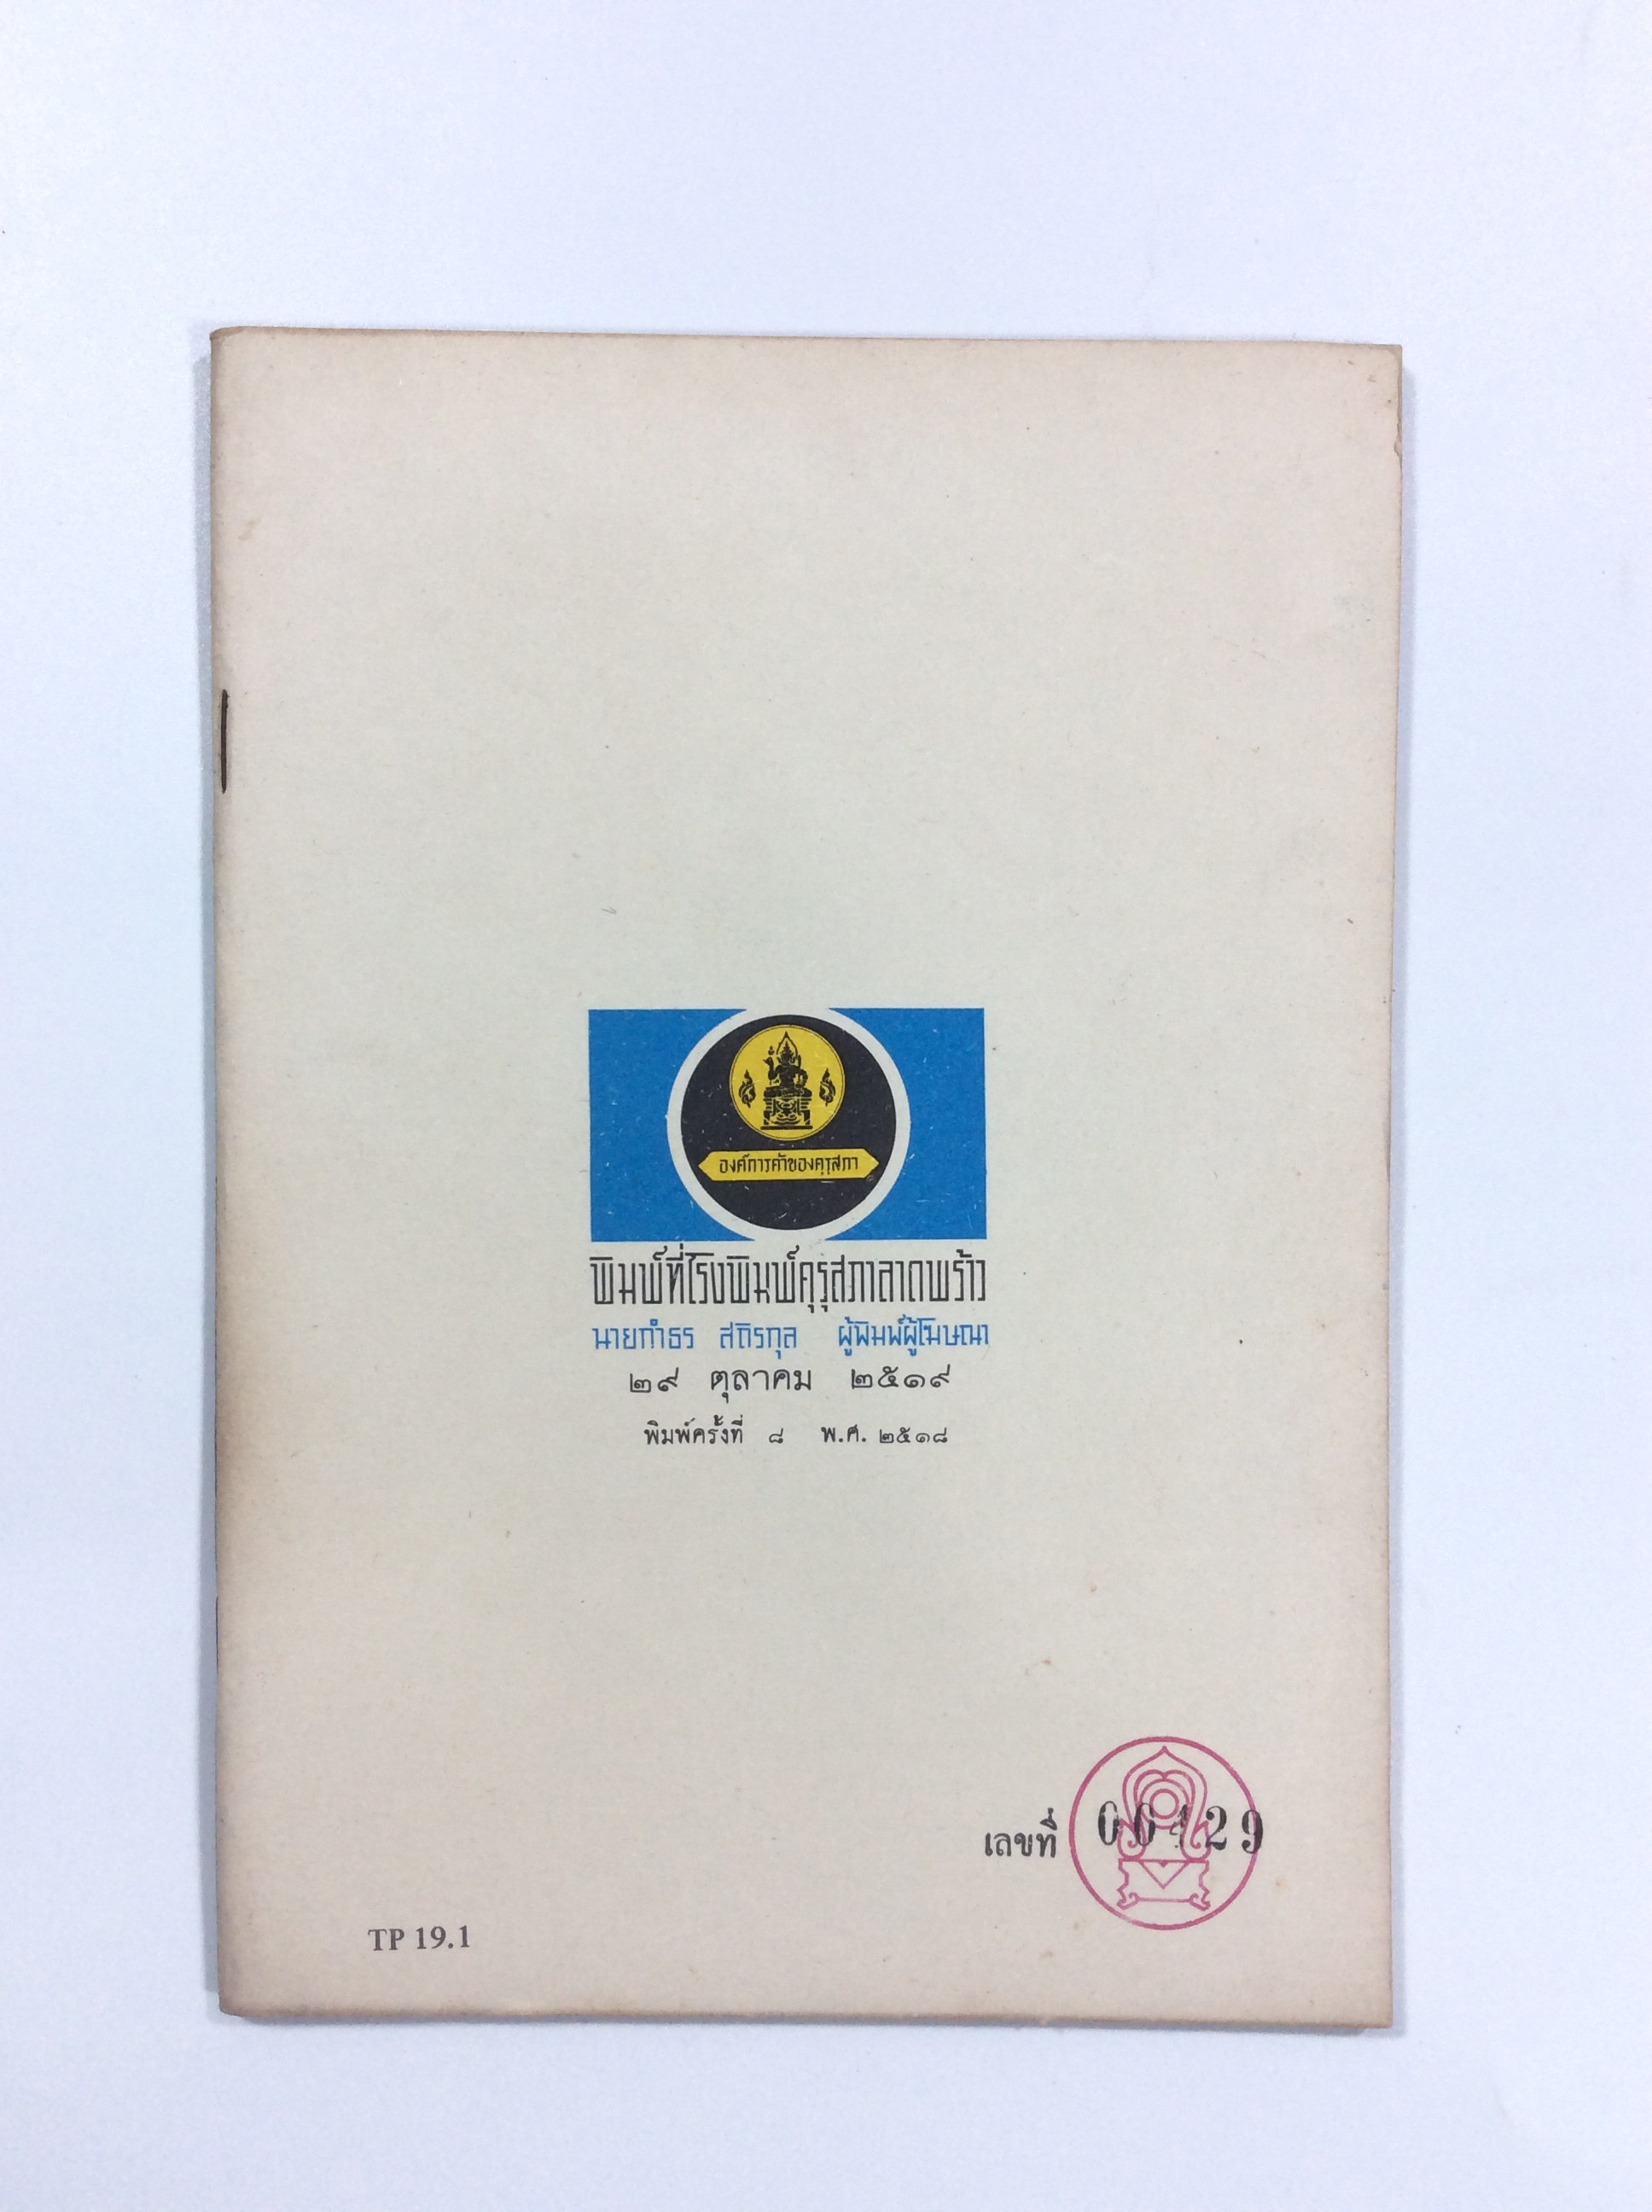 องค์การค้าของคุรุสภา
พิมพ์ที่โรงพิมพ์คุรุสภาลาดพร้าว
นายกำธร สถิรกุล ผู้พิมพ์ผู้โฆษณา
๒๙ ตุลาคม ๒๕๑๙
พิมพ์ครั้งที่ ๘ พ.ศ. ๒๕๑๘
เลขที่
TP 19.1